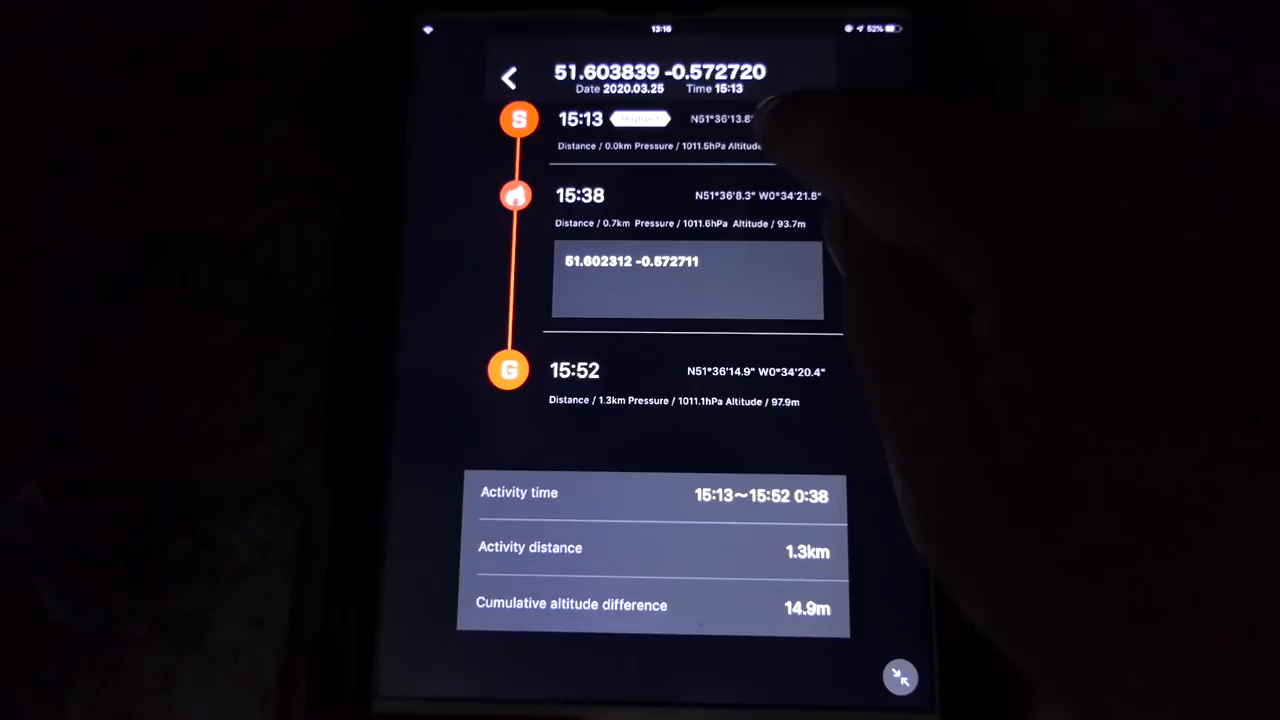 13:16
52%
51.603839 -0.572720
Date 2020.03.25 Time 15:13
S 15:13 Highest N51°36'13.8"
Distance / 0.0km Pressure / 1011.5hPa Altitude
15:38 N51°36'8.3" W0°34'21.8"
Distance / 0.7km Pressure / 1011.6hPa Altitude / 93.7m
51.602312 -0.572711
G 15:52 N51°36'14.9" W0°34'20.4"
Distance / 1.3km Pressure / 1011.1hPa Altitude / 97.9m
Activity time 15:13~15:52 0:38
Activity distance 1.3km
Cumulative altitude difference 14.9m